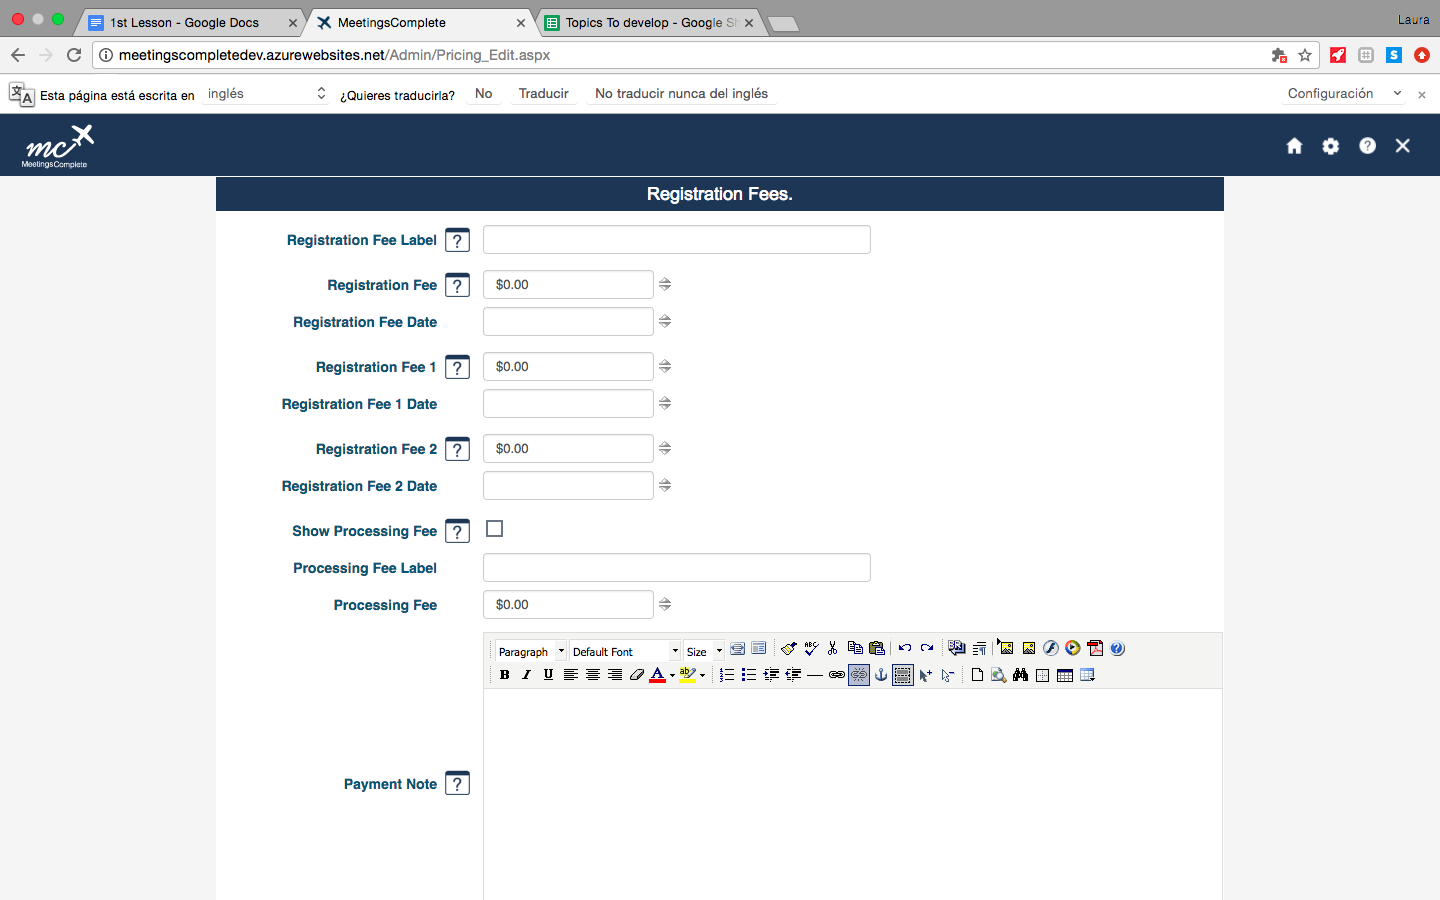 1st Lesson - Google Docs
MeetingsComplete
Topics To develop - Google Sh
Laura
meetingscompletedev.azurewebsites.net/Admin/Pricing_Edit.aspx
Esta página está escrita en inglés ¿Quieres traducirla? No Traducir No traducir nunca del inglés Configuración
mc
MeetingsComplete
Registration Fees.
Registration Fee Label ?
Registration Fee ? $0.00
Registration Fee Date
Registration Fee 1 ? $0.00
Registration Fee 1 Date
Registration Fee 2 ? $0.00
Registration Fee 2 Date
Show Processing Fee ?
Processing Fee Label
Processing Fee $0.00
Paragraph Default Font Size ABC
B I U A ab
Payment Note ?